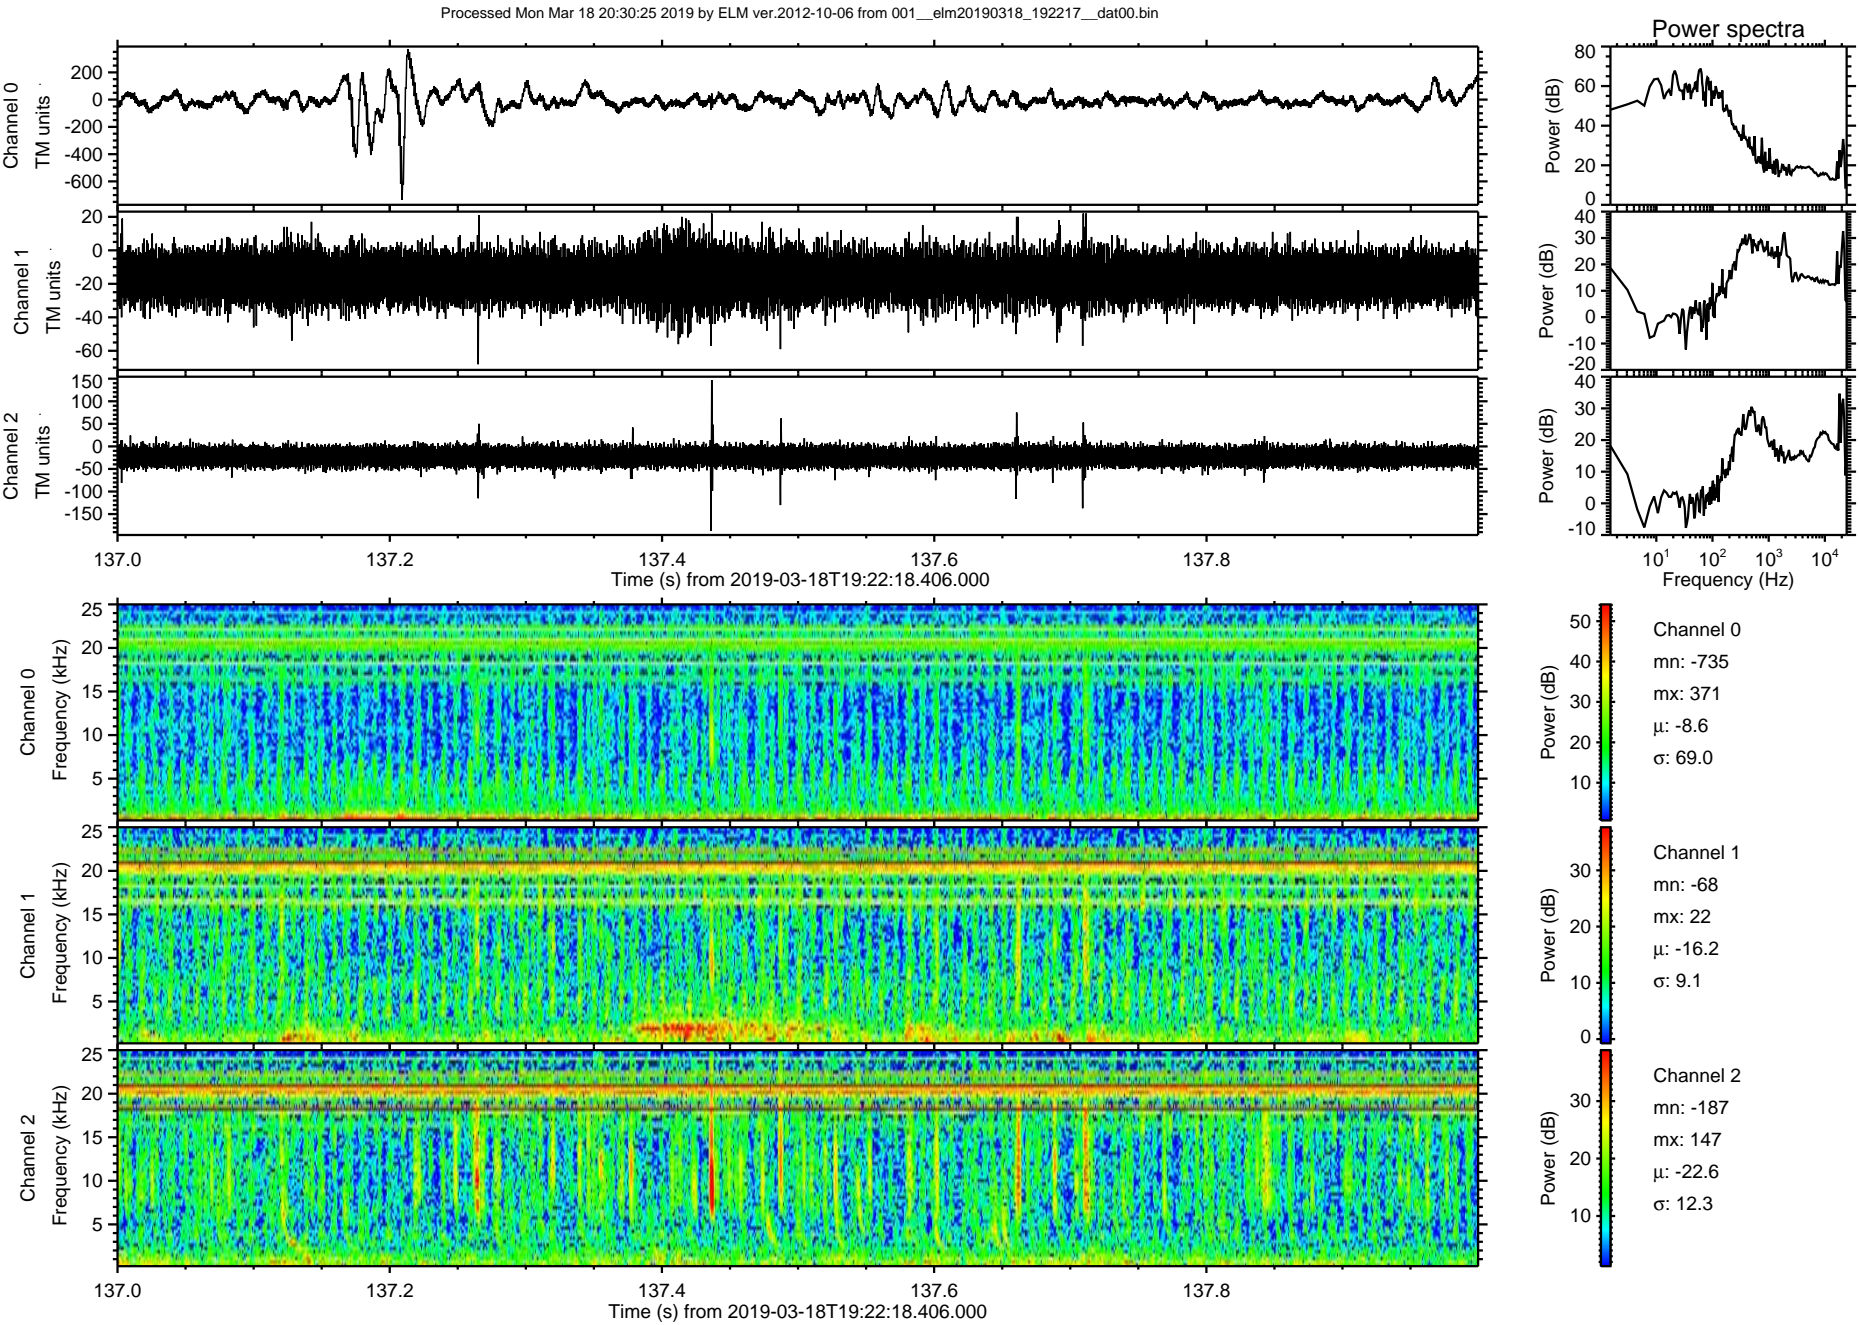 Processed Mon Mar 18 20:30:25 2019 by ELM ver.2012-10-06 from 001__elm20190318_192217__dat00.bin
Power spectra
Channel 0
TM units
200
0
-200
-400
-600
Power (dB)
80
60
40
20
0
Channel 1
TM units
20
0
-20
-40
-60
Power (dB)
40
30
20
10
0
-10
-20
Channel 2
TM units
150
100
50
0
-50
-100
-150
Power (dB)
40
30
20
10
0
-10
137.0 137.2 137.4 137.6 137.8
Time (s) from 2019-03-18T19:22:18.406.000
10^1 10^2 10^3 10^4
Frequency (Hz)
Channel 0
Frequency (kHz)
25
20
15
10
5
Power (dB)
50
40
30
20
10
Channel 0
mn: -735
mx: 371
μ: -8.6
σ: 69.0
Channel 1
Frequency (kHz)
25
20
15
10
5
Power (dB)
30
20
10
0
Channel 1
mn: -68
mx: 22
μ: -16.2
σ: 9.1
Channel 2
Frequency (kHz)
25
20
15
10
5
Power (dB)
30
20
10
Channel 2
mn: -187
mx: 147
μ: -22.6
σ: 12.3
137.0 137.2 137.4 137.6 137.8
Time (s) from 2019-03-18T19:22:18.406.000